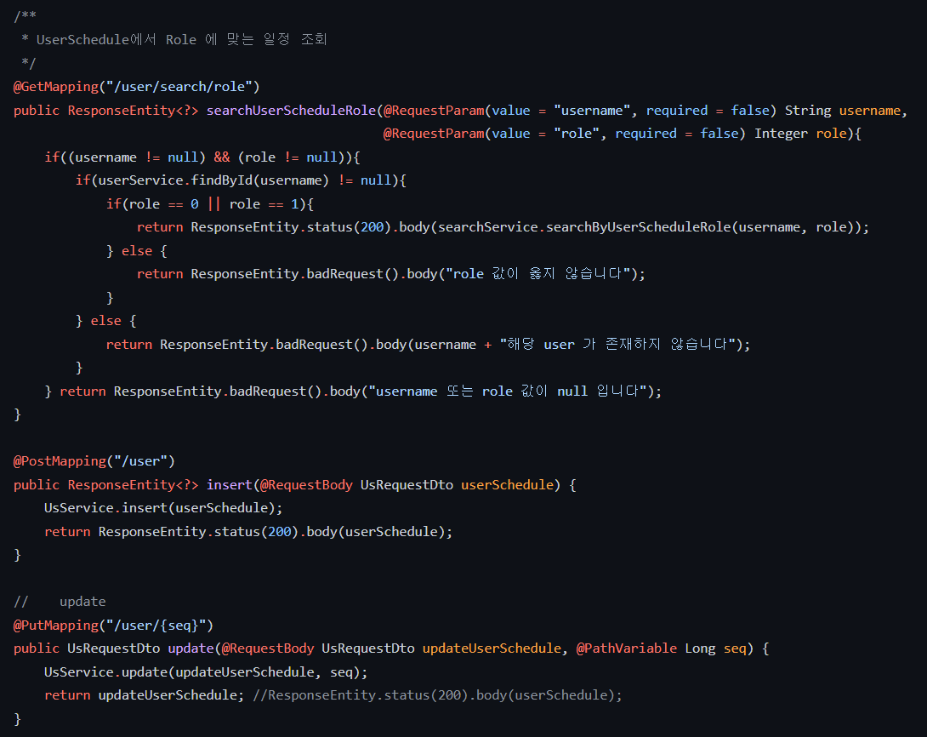 /**
 * UserSchedule에서 Role 에 맞는 일정 조회
 */
@GetMapping("/user/search/role")
public ResponseEntity<?> searchUserScheduleRole(@RequestParam(value = "username", required = false) String username,
                                                @RequestParam(value = "role", required = false) Integer role){
    if((username != null) && (role != null)){
        if(userService.findById(username) != null){
            if(role == 0 || role == 1){
                return ResponseEntity.status(200).body(searchService.searchByUserScheduleRole(username, role));
            } else {
                return ResponseEntity.badRequest().body("role 값이 옳지 않습니다");
            }
        } else {
            return ResponseEntity.badRequest().body(username + "해당 user 가 존재하지 않습니다");
        }
    } return ResponseEntity.badRequest().body("username 또는 role 값이 null 입니다");
}

@PostMapping("/user")
public ResponseEntity<?> insert(@RequestBody UsRequestDto userSchedule) {
    UsService.insert(userSchedule);
    return ResponseEntity.status(200).body(userSchedule);
}

//    update
@PutMapping("/user/{seq}")
public UsRequestDto update(@RequestBody UsRequestDto updateUserSchedule, @PathVariable Long seq) {
    UsService.update(updateUserSchedule, seq);
    return updateUserSchedule; //ResponseEntity.status(200).body(userSchedule);
}